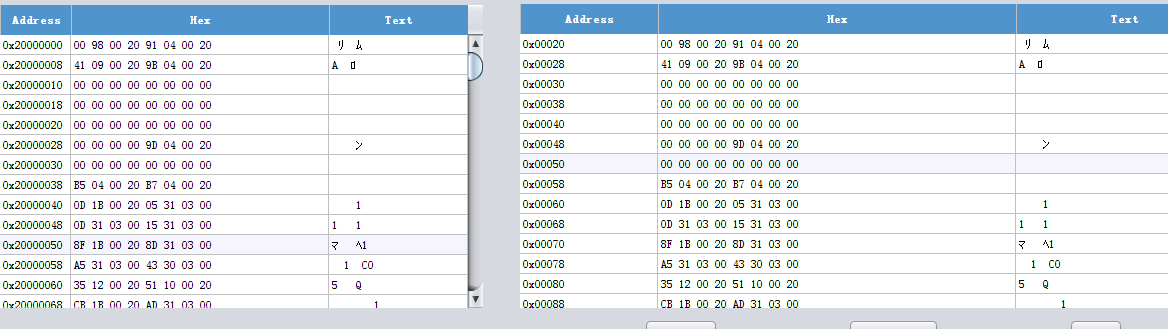 Address Hex Text
0x20000000 00 98 00 20 91 04 00 20 リ ム
0x20000008 41 09 00 20 9B 04 00 20 A ロ
0x20000010 00 00 00 00 00 00 00 00
0x20000018 00 00 00 00 00 00 00 00
0x20000020 00 00 00 00 00 00 00 00
0x20000028 00 00 00 00 9D 04 00 20 ン
0x20000030 00 00 00 00 00 00 00 00
0x20000038 B5 04 00 20 B7 04 00 20
0x20000040 0D 1B 00 20 05 31 03 00 1
0x20000048 0D 31 03 00 15 31 03 00 1 1
0x20000050 8F 1B 00 20 8D 31 03 00 マ ヘ1
0x20000058 A5 31 03 00 43 30 03 00 1 C0
0x20000060 35 12 00 20 51 10 00 20 5 Q
0x20000068 CB 1B 00 20 AD 31 03 00 1
Address Hex Text
0x00020 00 98 00 20 91 04 00 20 リ ム
0x00028 41 09 00 20 9B 04 00 20 A ロ
0x00030 00 00 00 00 00 00 00 00
0x00038 00 00 00 00 00 00 00 00
0x00040 00 00 00 00 00 00 00 00
0x00048 00 00 00 00 9D 04 00 20 ン
0x00050 00 00 00 00 00 00 00 00
0x00058 B5 04 00 20 B7 04 00 20
0x00060 0D 1B 00 20 05 31 03 00 1
0x00068 0D 31 03 00 15 31 03 00 1 1
0x00070 8F 1B 00 20 8D 31 03 00 マ ヘ1
0x00078 A5 31 03 00 43 30 03 00 1 C0
0x00080 35 12 00 20 51 10 00 20 5 Q
0x00088 CB 1B 00 20 AD 31 03 00 1